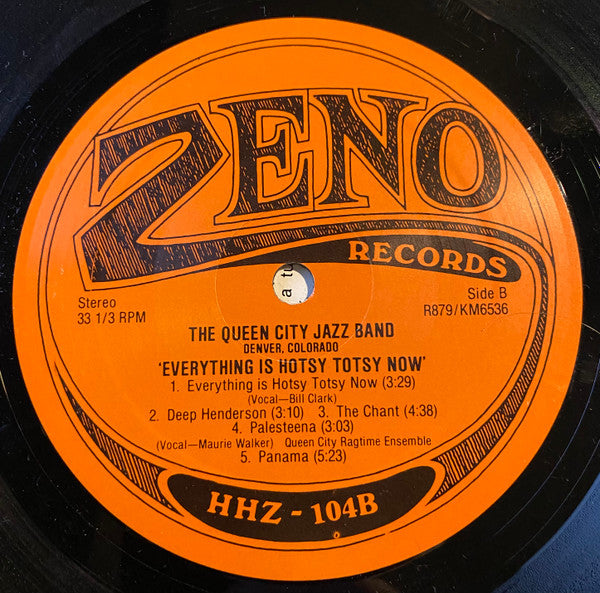 ZENO
RECORDS
Stereo
33 1/3 RPM
a tu
Side B
R879/KM6536
THE QUEEN CITY JAZZ BAND
DENVER, COLORADO
'EVERYTHING IS HOTSY TOTSY NOW'
1. Everything is Hotsy Totsy Now (3:29)
(Vocal—Bill Clark)
2. Deep Henderson (3:10) 3. The Chant (4:38)
4. Palesteena (3:03)
(Vocal—Maurie Walker) Queen City Ragtime Ensemble
5. Panama (5:23)
HHZ - 104B